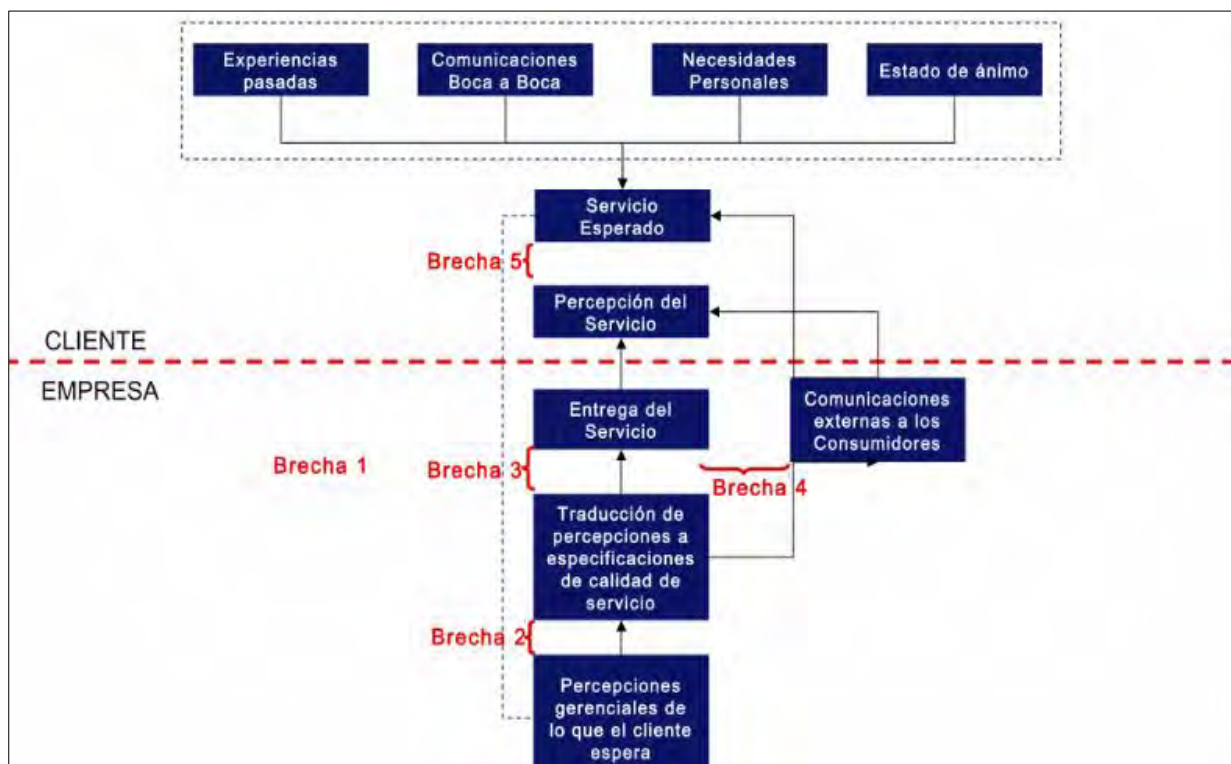 Experiencias
pasadas
Comunicaciones
Boca a Boca
Necesidades
Personales
Estado de ánimo
Servicio
Esperado
Brecha 5
Percepción del
Servicio
CLIENTE
EMPRESA
Entrega del
Servicio
Comunicaciones
externas a los
Consumidores
Brecha 1
Brecha 3
Brecha 4
Traducción de
percepciones a
especificaciones
de calidad de
servicio
Brecha 2
Percepciones
gerenciales de
lo que el cliente
espera